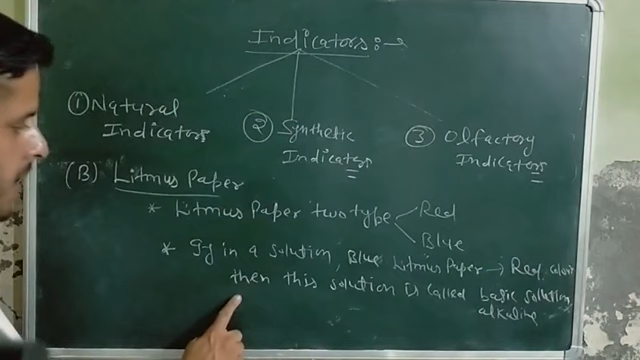 Indicators:→
① Natural Indicators
② Synthetic Indicators
③ Olfactory Indicators
(B) Litmus Paper
* Litmus Paper two type
Red
Blue
* If in a solution, Blue Litmus Paper → Red colour
then this solution is called basic solution
alkaline